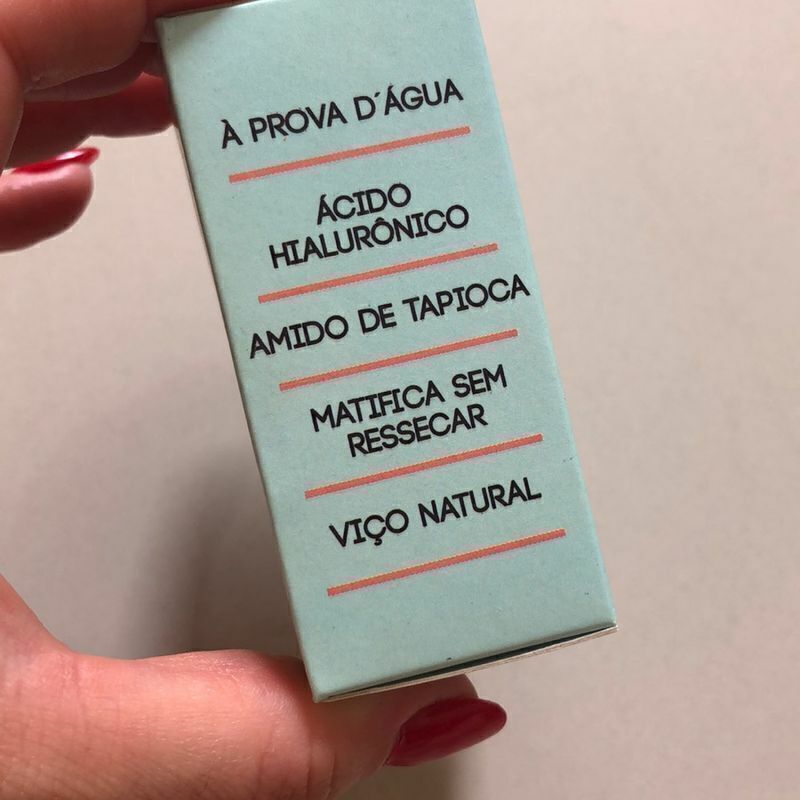 À PROVA D´ÁGUA
ÁCIDO
HIALURÔNICO
AMIDO DE TAPIOCA
MATIFICA SEM
RESSECAR
VIÇO NATURAL